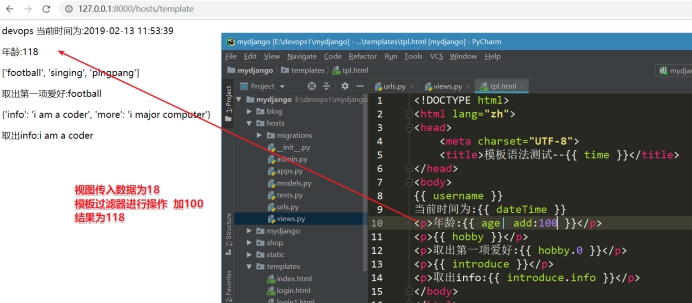 127.0.0.1:8000/hosts/template
devops 当前时间为:2019-02-13 11:53:39
年龄:118
['football', 'singing', 'pingpang']
取出第一项爱好:football
{'info': 'i am a coder', 'more': 'i major computer'}
取出info:i am a coder
视图传入数据为18
模板过滤器进行操作 加100
结果为118
mydjango [E:\devops1\mydjango] - ...\templates\tpl.html [mydjango] - PyCharm
File Edit View Navigate Code Refactor Run Tools VCS Window Help
mydjango templates tpl.html
mydj
1: Project
Project
urls.py views.py tpl.html
mydjango E:\devops1\mydjango
blog
hosts
migrations
__init__.py
admin.py
apps.py
models.py
tests.py
urls.py
views.py
mydjango
shop
static
templates
index.html
login.html
login1.html
7: Structure
2: Favorites
1 <!DOCTYPE html>
2 <html lang="zh">
3 <head>
4 <meta charset="UTF-8">
5 <title>模板语法测试--{{ time }}</title>
6 </head>
7 <body>
8 {{ username }}
9 当前时间为:{{ dateTime }}
10 <p>年龄:{{ age| add:100 }}</p>
11 <p>{{ hobby }}</p>
12 <p>取出第一项爱好:{{ hobby.0 }}</p>
13 <p>{{ introduce }}</p>
14 <p>取出info:{{ introduce.info }}</p>
15 </body>